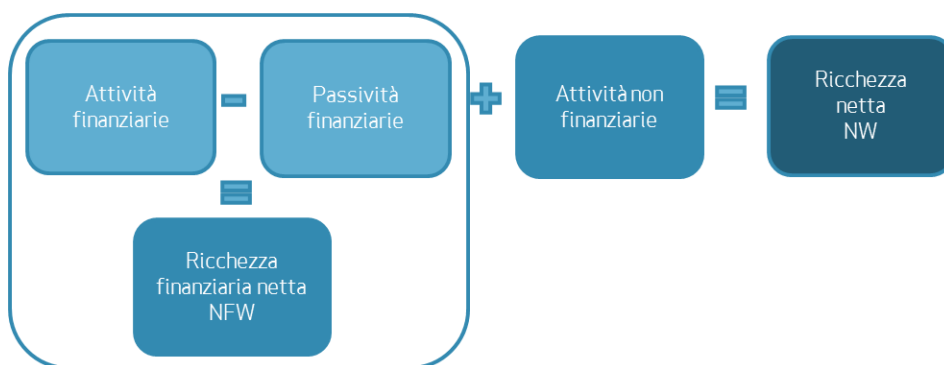 Attività
finanziarie
-
Passività
finanziarie
+
Attività non
finanziarie
=
Ricchezza
netta
NW
=
Ricchezza
finanziaria netta
NFW